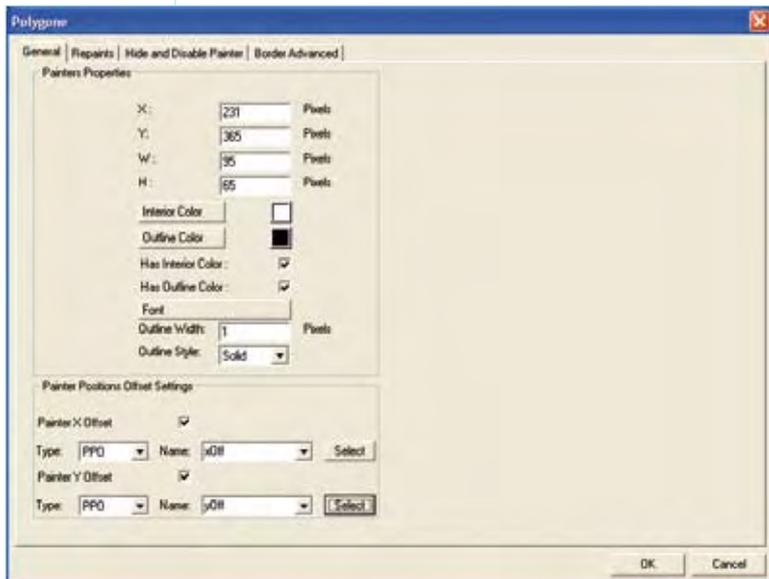 Polygone
General Repaints Hide and Disable Painter Border Advanced
Painters Properties
X: 231 Pixels
Y: 365 Pixels
W: 95 Pixels
H: 65 Pixels
Interior Color
Outline Color
Has Interior Color:
Has Outline Color:
Font
Outline Width: 1 Pixels
Outline Style: Solid
Painter Positions Offset Settings
Painter X Offset
Type: PPO Name: xOff Select
Painter Y Offset
Type: PPO Name: yOff Select
OK Cancel